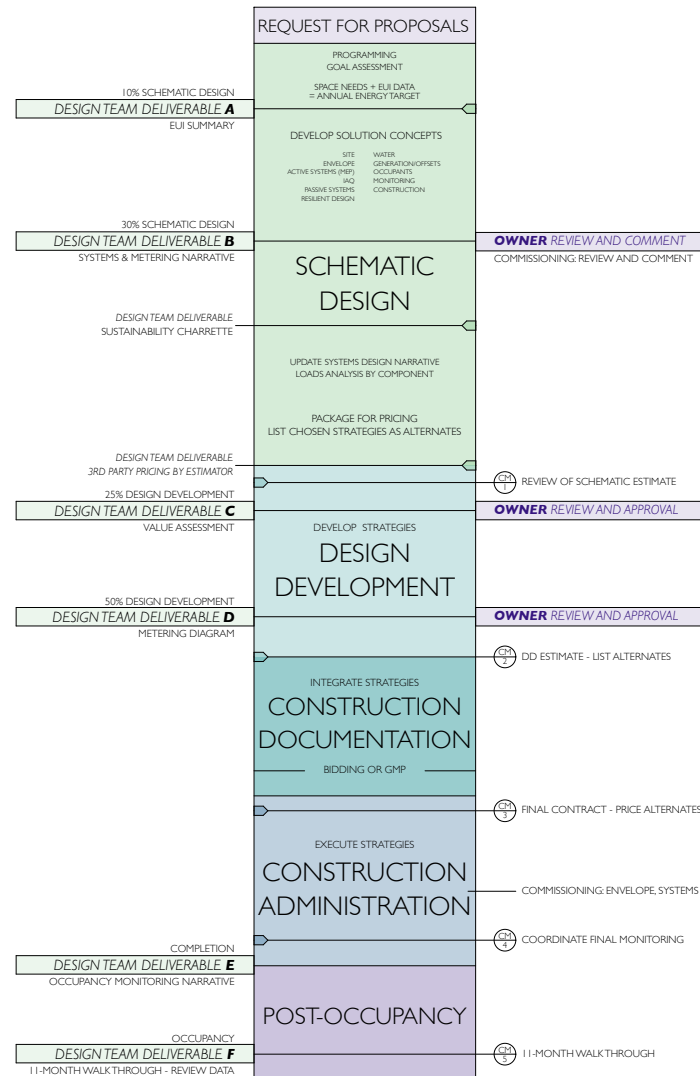 REQUEST FOR PROPOSALS
PROGRAMMING
GOAL ASSESSMENT
SPACE NEEDS + EUI DATA
= ANNUAL ENERGY TARGET
10% SCHEMATIC DESIGN
DESIGN TEAM DELIVERABLE A
EUI SUMMARY
DEVELOP SOLUTION CONCEPTS
SITE WATER
ENVELOPE GENERATION/OFFSETS
ACTIVE SYSTEMS (MEP) OCCUPANTS
IAQ MONITORING
PASSIVE SYSTEMS CONSTRUCTION
RESILIENT DESIGN
30% SCHEMATIC DESIGN
DESIGN TEAM DELIVERABLE B
SYSTEMS & METERING NARRATIVE
OWNER REVIEW AND COMMENT
COMMISSIONING: REVIEW AND COMMENT
SCHEMATIC
DESIGN
DESIGN TEAM DELIVERABLE
SUSTAINABILITY CHARRETTE
UPDATE SYSTEMS DESIGN NARRATIVE
LOADS ANALYSIS BY COMPONENT
PACKAGE FOR PRICING
LIST CHOSEN STRATEGIES AS ALTERNATES
DESIGN TEAM DELIVERABLE
3RD PARTY PRICING BY ESTIMATOR
CM
1
REVIEW OF SCHEMATIC ESTIMATE
25% DESIGN DEVELOPMENT
DESIGN TEAM DELIVERABLE C
VALUE ASSESSMENT
OWNER REVIEW AND APPROVAL
DEVELOP STRATEGIES
DESIGN
DEVELOPMENT
50% DESIGN DEVELOPMENT
DESIGN TEAM DELIVERABLE D
METERING DIAGRAM
OWNER REVIEW AND APPROVAL
CM
2
DD ESTIMATE - LIST ALTERNATES
INTEGRATE STRATEGIES
CONSTRUCTION
DOCUMENTATION
BIDDING OR GMP
CM
3
FINAL CONTRACT - PRICE ALTERNATES
EXECUTE STRATEGIES
CONSTRUCTION
ADMINISTRATION
COMMISSIONING: ENVELOPE, SYSTEMS
CM
4
COORDINATE FINAL MONITORING
COMPLETION
DESIGN TEAM DELIVERABLE E
OCCUPANCY MONITORING NARRATIVE
POST-OCCUPANCY
OCCUPANCY
DESIGN TEAM DELIVERABLE F
11-MONTH WALK THROUGH - REVIEW DATA
CM
5
11-MONTH WALK THROUGH